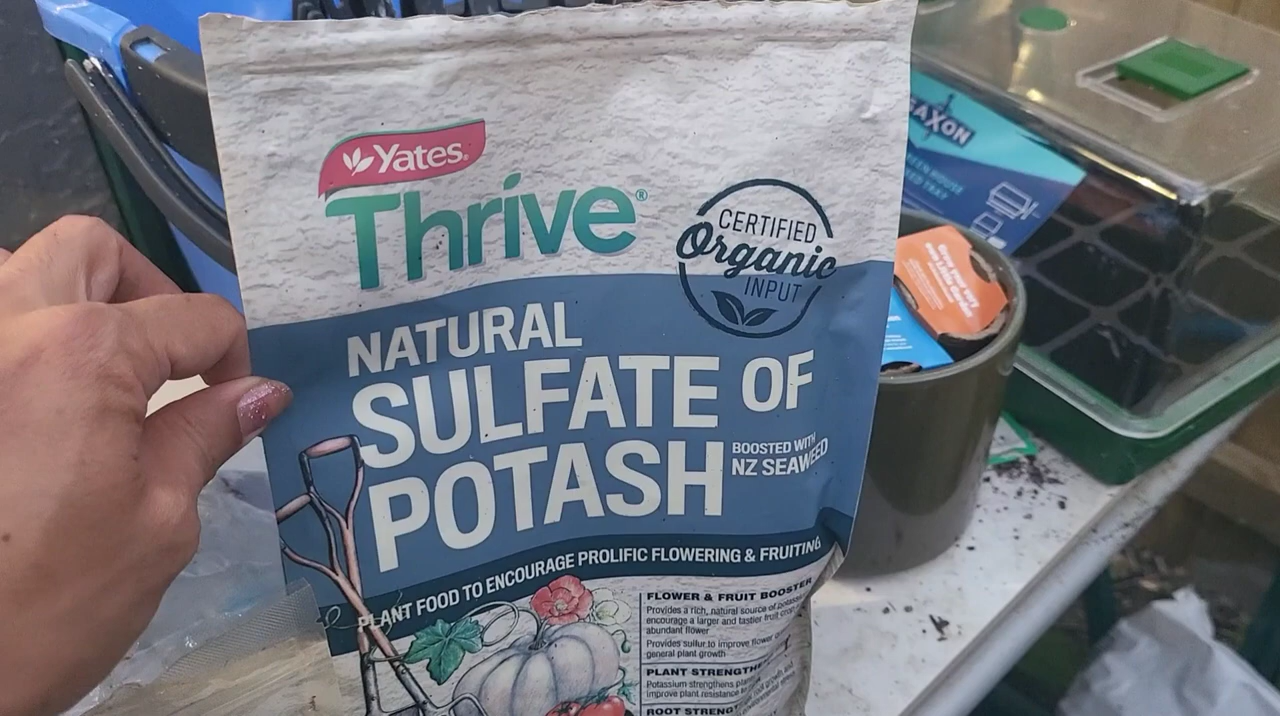 Yates
Thrive®
CERTIFIED
Organic
INPUT
NATURAL
SULFATE OF
POTASH
BOOSTED WITH
NZ SEAWEED
PLANT FOOD TO ENCOURAGE PROLIFIC FLOWERING & FRUITING
FLOWER & FRUIT BOOSTER
Provides a rich, natural source of
encourage a larger and tastier fruit
abundant flower
Provides sulfur to improve flower
general plant growth
PLANT
Potassium strengthens
improve plant resistance
ROOT